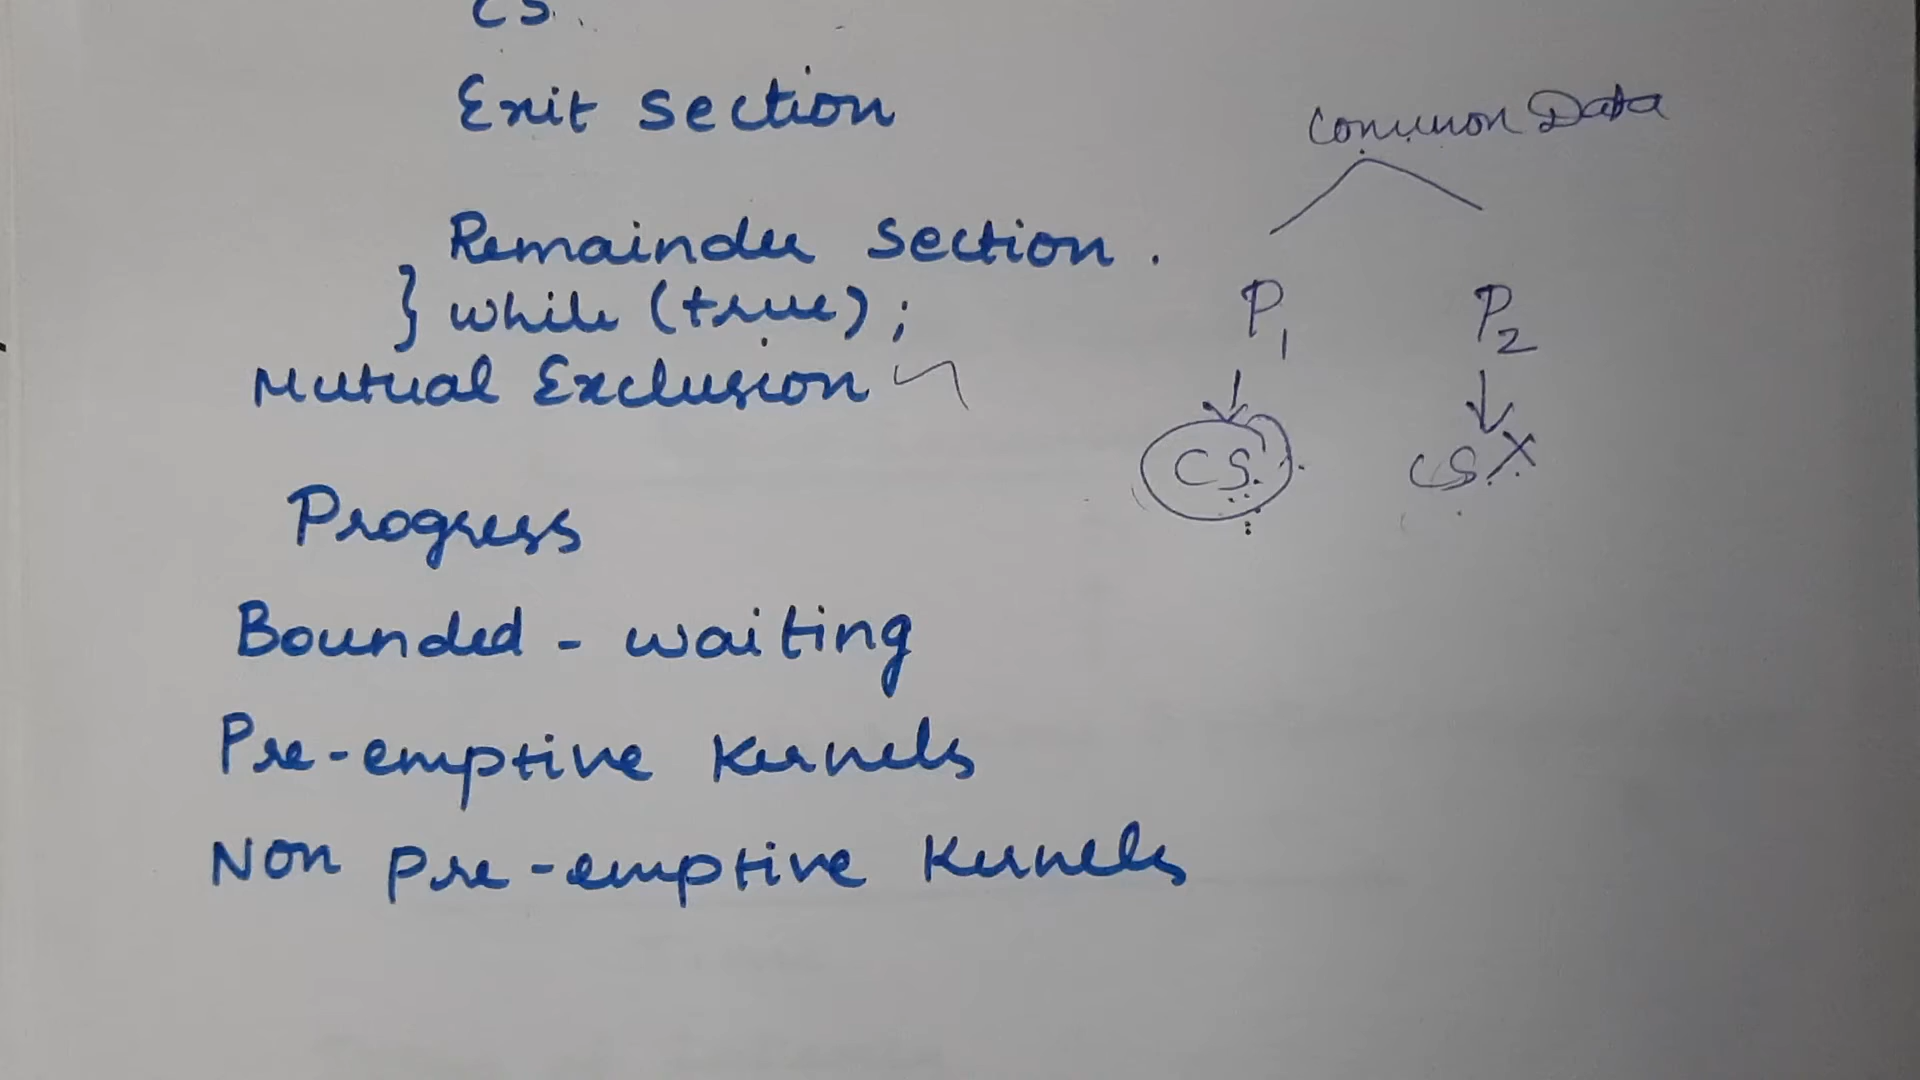 CS.
Exit section
Common Data
Remainder section.
} while (true);
P1 P2
Mutual Exclusion
CS. CS X
Progress
Bounded - waiting
Pre-emptive Kernels
Non pre-emptive Kernels